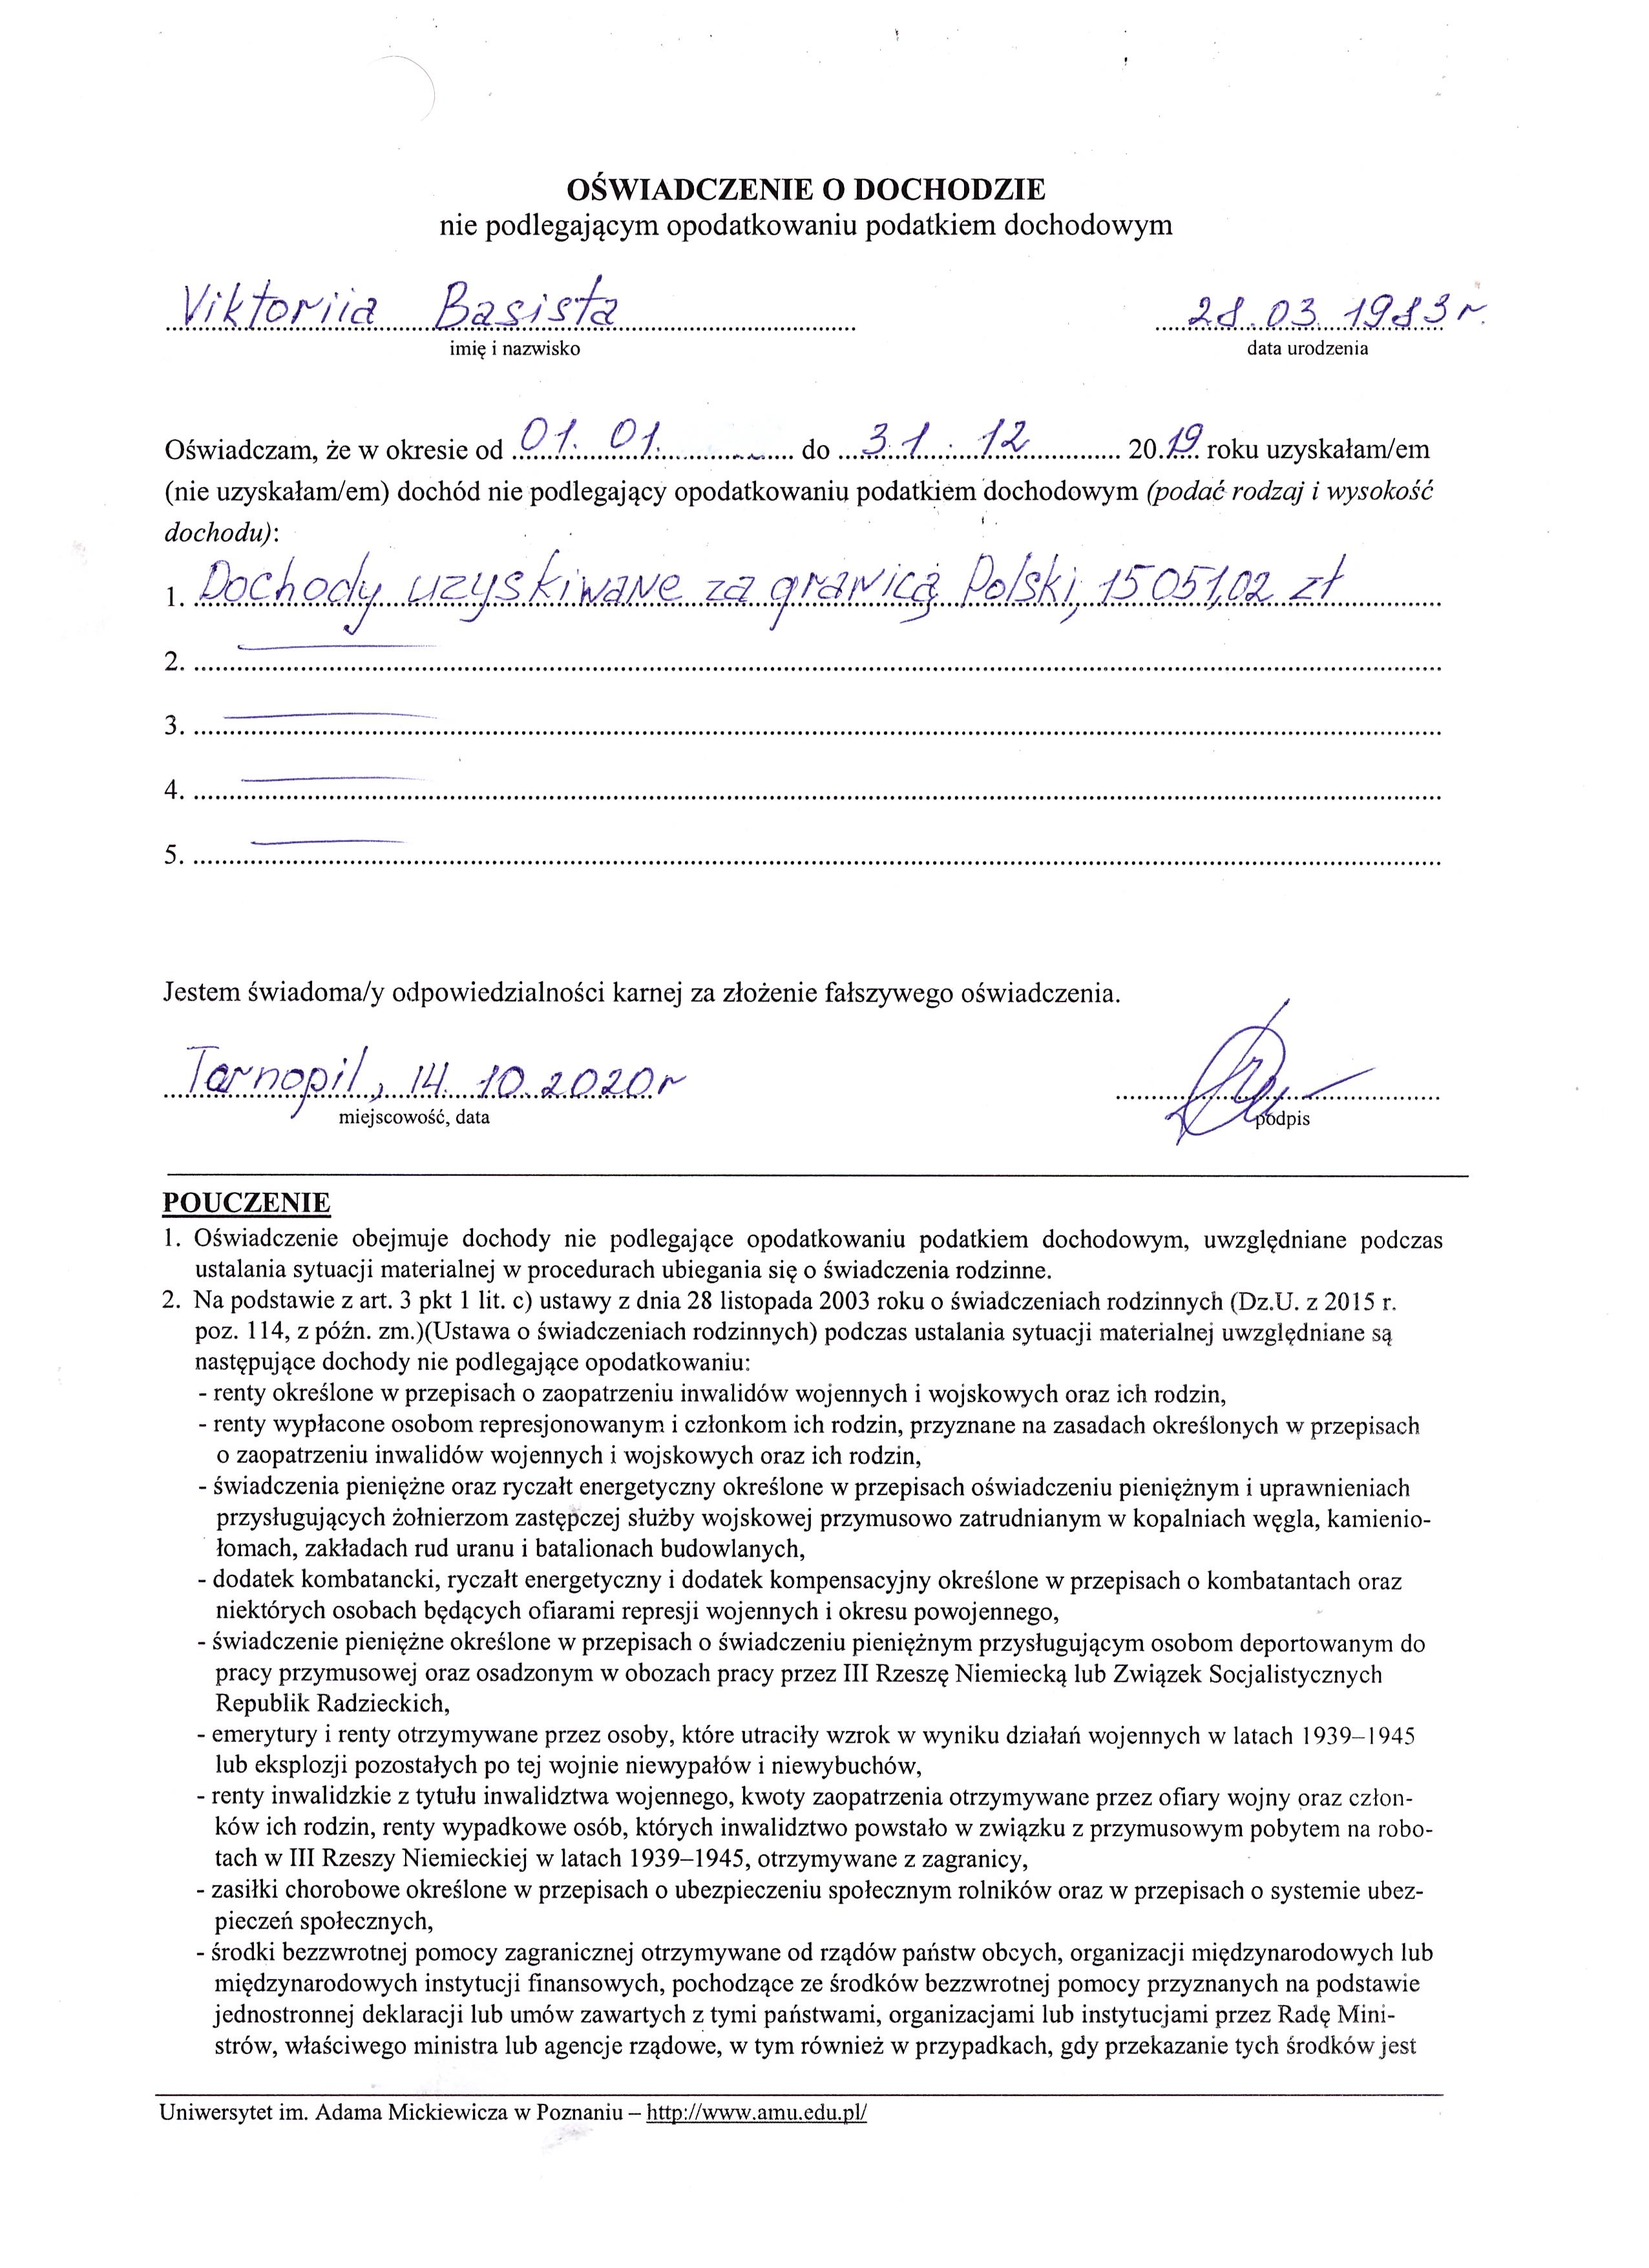 OŚWIADCZENIE O DOCHODZIE
nie podlegającym opodatkowaniu podatkiem dochodowym
Viktoriia Basista 28.03.1983 r.
imię i nazwisko data urodzenia
Oświadczam, że w okresie od 01.01. do 31.12 2019 roku uzyskałam/em
(nie uzyskałam/em) dochód nie podlegający opodatkowaniu podatkiem dochodowym (podać rodzaj i wysokość
dochodu):
1. Dochody uzyskiwane za granicą Polski, 15 051,02 zł
2.
3.
4.
5.
Jestem świadoma/y odpowiedzialności karnej za złożenie fałszywego oświadczenia.
Tarnopil, 14.10.2020 r
miejscowość, data podpis
POUCZENIE
1. Oświadczenie obejmuje dochody nie podlegające opodatkowaniu podatkiem dochodowym, uwzględniane podczas
ustalania sytuacji materialnej w procedurach ubiegania się o świadczenia rodzinne.
2. Na podstawie z art. 3 pkt 1 lit. c) ustawy z dnia 28 listopada 2003 roku o świadczeniach rodzinnych (Dz.U. z 2015 r.
poz. 114, z późn. zm.)(Ustawa o świadczeniach rodzinnych) podczas ustalania sytuacji materialnej uwzględniane są
następujące dochody nie podlegające opodatkowaniu:
- renty określone w przepisach o zaopatrzeniu inwalidów wojennych i wojskowych oraz ich rodzin,
- renty wypłacone osobom represjonowanym i członkom ich rodzin, przyznane na zasadach określonych w przepisach
o zaopatrzeniu inwalidów wojennych i wojskowych oraz ich rodzin,
- świadczenia pieniężne oraz ryczałt energetyczny określone w przepisach oświadczeniu pieniężnym i uprawnieniach
przysługujących żołnierzom zastępczej służby wojskowej przymusowo zatrudnianym w kopalniach węgla, kamienio-
łomach, zakładach rud uranu i batalionach budowlanych,
- dodatek kombatancki, ryczałt energetyczny i dodatek kompensacyjny określone w przepisach o kombatantach oraz
niektórych osobach będących ofiarami represji wojennych i okresu powojennego,
- świadczenie pieniężne określone w przepisach o świadczeniu pieniężnym przysługującym osobom deportowanym do
pracy przymusowej oraz osadzonym w obozach pracy przez III Rzeszę Niemiecką lub Związek Socjalistycznych
Republik Radzieckich,
- emerytury i renty otrzymywane przez osoby, które utraciły wzrok w wyniku działań wojennych w latach 1939–1945
lub eksplozji pozostałych po tej wojnie niewypałów i niewybuchów,
- renty inwalidzkie z tytułu inwalidztwa wojennego, kwoty zaopatrzenia otrzymywane przez ofiary wojny oraz człon-
ków ich rodzin, renty wypadkowe osób, których inwalidztwo powstało w związku z przymusowym pobytem na robo-
tach w III Rzeszy Niemieckiej w latach 1939–1945, otrzymywane z zagranicy,
- zasiłki chorobowe określone w przepisach o ubezpieczeniu społecznym rolników oraz w przepisach o systemie ubez-
pieczeń społecznych,
- środki bezzwrotnej pomocy zagranicznej otrzymywane od rządów państw obcych, organizacji międzynarodowych lub
międzynarodowych instytucji finansowych, pochodzące ze środków bezzwrotnej pomocy przyznanych na podstawie
jednostronnej deklaracji lub umów zawartych z tymi państwami, organizacjami lub instytucjami przez Radę Mini-
strów, właściwego ministra lub agencje rządowe, w tym również w przypadkach, gdy przekazanie tych środków jest
Uniwersytet im. Adama Mickiewicza w Poznaniu – http://www.amu.edu.pl/